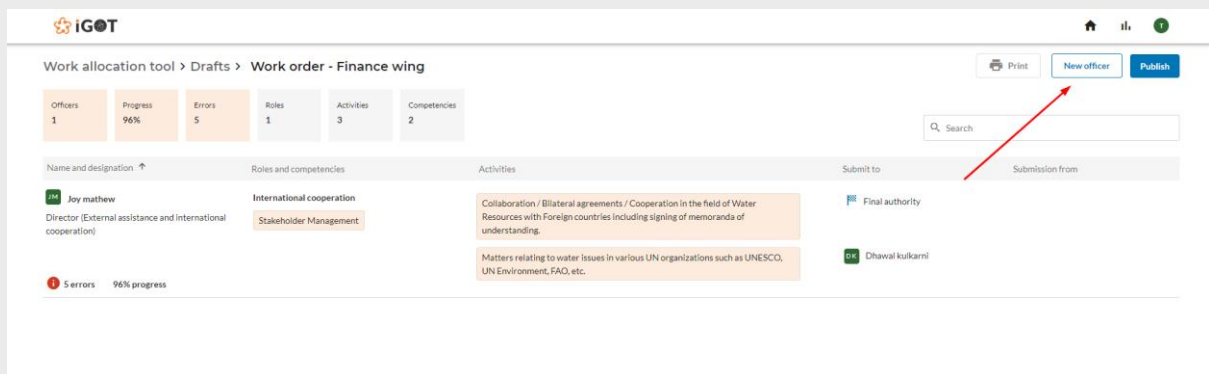 iGOT
T
Work allocation tool > Drafts > Work order - Finance wing
Print
New officer
Publish
Officers
1
Progress
96%
Errors
5
Roles
1
Activities
3
Competencies
2
Search
Name and designation ↑
Roles and competencies
Activities
Submit to
Submission from
JM Joy mathew
Director (External assistance and international
cooperation)
International cooperation
Stakeholder Management
Collaboration / Bilateral agreements / Cooperation in the field of Water
Resources with Foreign countries including signing of memoranda of
understanding.
Final authority
Matters relating to water issues in various UN organizations such as UNESCO,
UN Environment, FAO, etc.
DK Dhawal kulkarni
5 errors 96% progress